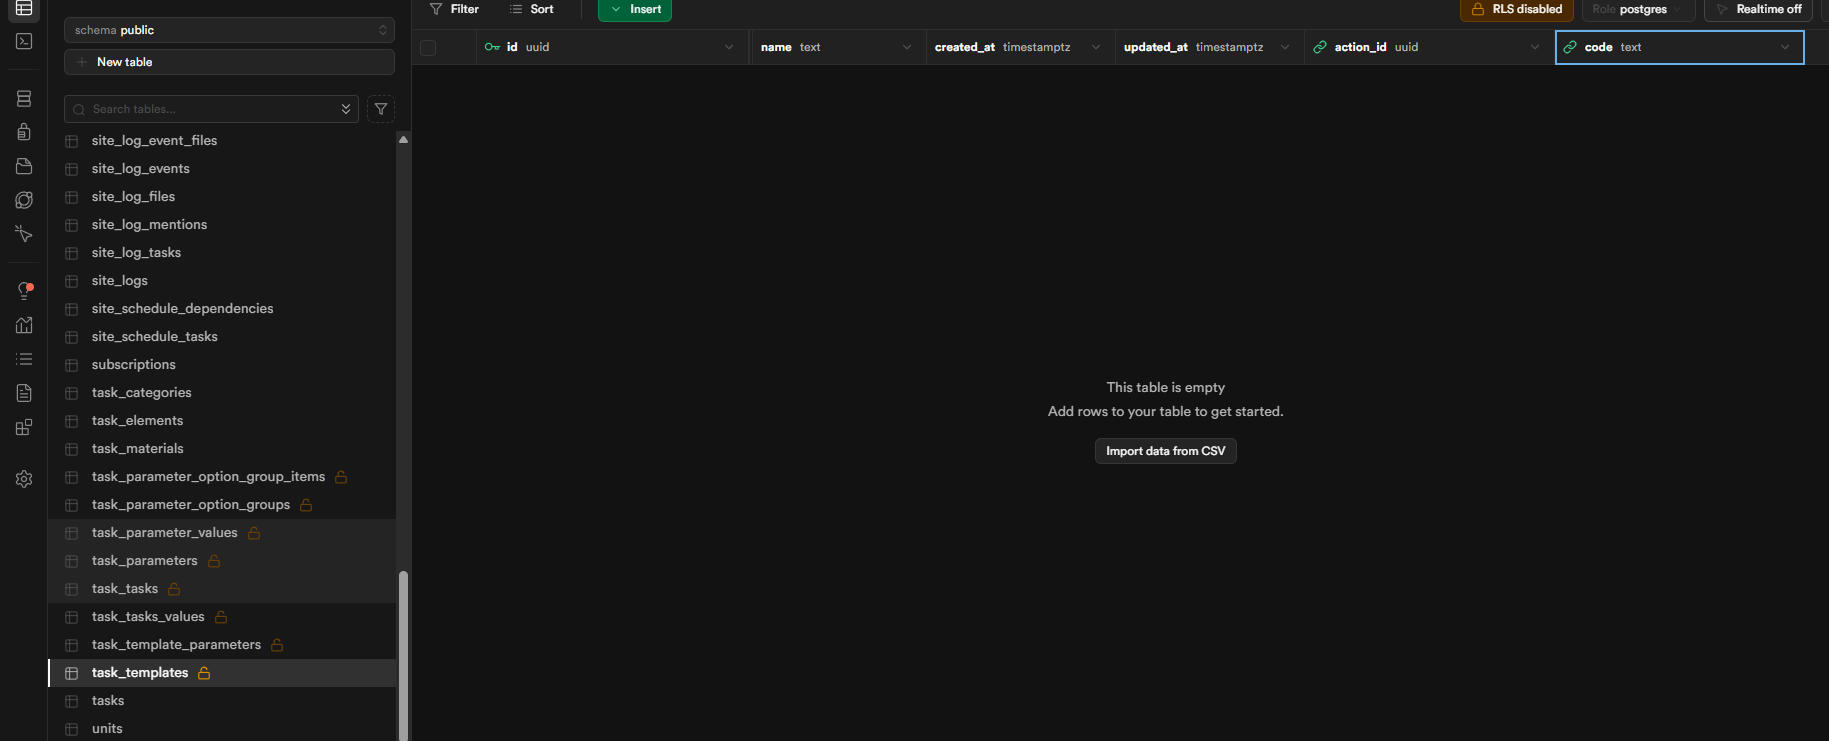 Filter Sort Insert RLS disabled Role postgres Realtime off
schema public
New table
id uuid name text created_at timestamptz updated_at timestamptz action_id uuid code text
Search tables...
site_log_event_files
site_log_events
site_log_files
site_log_mentions
site_log_tasks
site_logs
site_schedule_dependencies
site_schedule_tasks
subscriptions
task_categories
task_elements
task_materials
task_parameter_option_group_items
task_parameter_option_groups
task_parameter_values
task_parameters
task_tasks
task_tasks_values
task_template_parameters
task_templates
tasks
units
This table is empty
Add rows to your table to get started.
Import data from CSV